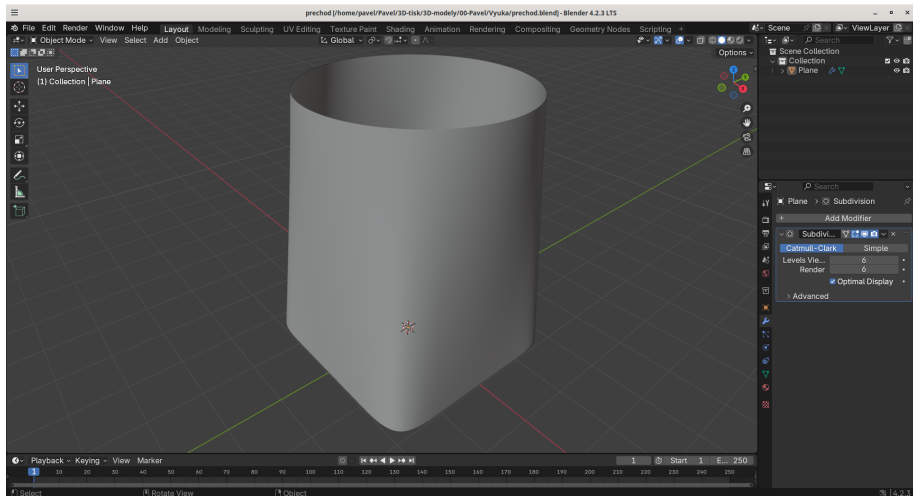 prechod [/home/pavel/Pavel/3D-tisk/3D-modely/00-Pavel/Vyuka/prechod.blend] - Blender 4.2.3 LTS
File Edit Render Window Help Layout Modeling Sculpting UV Editing Texture Paint Shading Animation Rendering Compositing Geometry Nodes Scripting + Scene ViewLayer
Object Mode View Select Add Object Global Search
Options
User Perspective
(1) Collection | Plane
Scene Collection
Collection
Plane
Search
Plane > Subdivision
+ Add Modifier
Subdivi...
Catmull-Clark Simple
Levels Vie... 6
Render 6
Optimal Display
> Advanced
Playback Keying View Marker 1 Start 1 E... 250
1 10 20 30 40 50 60 70 80 90 100 110 120 130 140 150 160 170 180 190 200 210 220 230 240 250
Select Rotate View Object 4.2.3